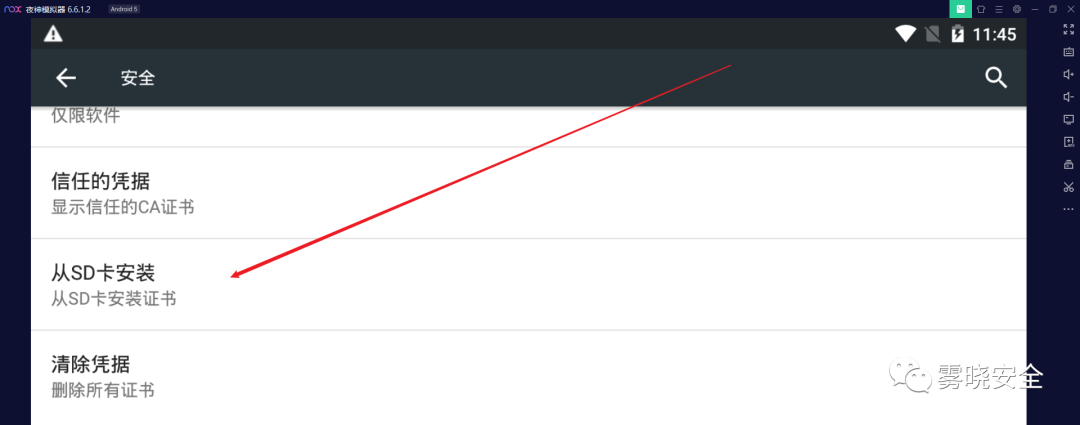 nox 夜神模拟器 6.6.1.2 Android 5
11:45
安全
仅限软件
信任的凭据
显示信任的CA证书
从SD卡安装
从SD卡安装证书
清除凭据
删除所有证书
雾晓安全